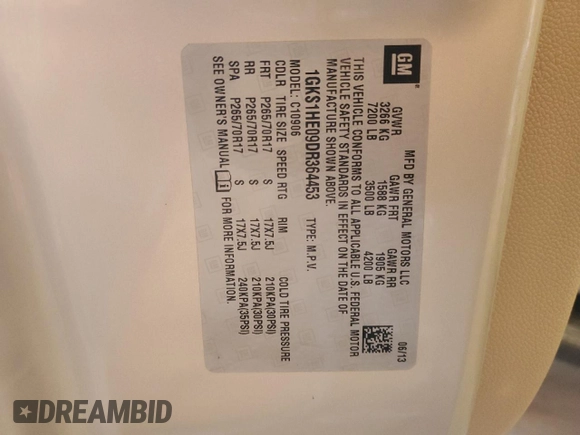 GM
MFD BY GENERAL MOTORS LLC 06/13
GVWR GAWR FRT GAWR RR
3266 KG 1588 KG 1905 KG
7200 LB 3500 LB 4200 LB
THIS VEHICLE CONFORMS TO ALL APPLICABLE U.S. FEDERAL MOTOR
VEHICLE SAFETY STANDARDS IN EFFECT ON THE DATE OF
MANUFACTURE SHOWN ABOVE.
1GKS1HE09DR364453 TYPE: M.P.V.
MODEL: C10906
CDLR TIRE SIZE SPEED RTG RIM COLD TIRE PRESSURE
FRT P265/70R17 S 17X7.5J 210KPA(30PSI)
RR P265/70R17 S 17X7.5J 210KPA(30PSI)
SPA P265/70R17 S 17X7.5J 240KPA(35PSI)
SEE OWNER'S MANUAL FOR MORE INFORMATION.
DREAMBID